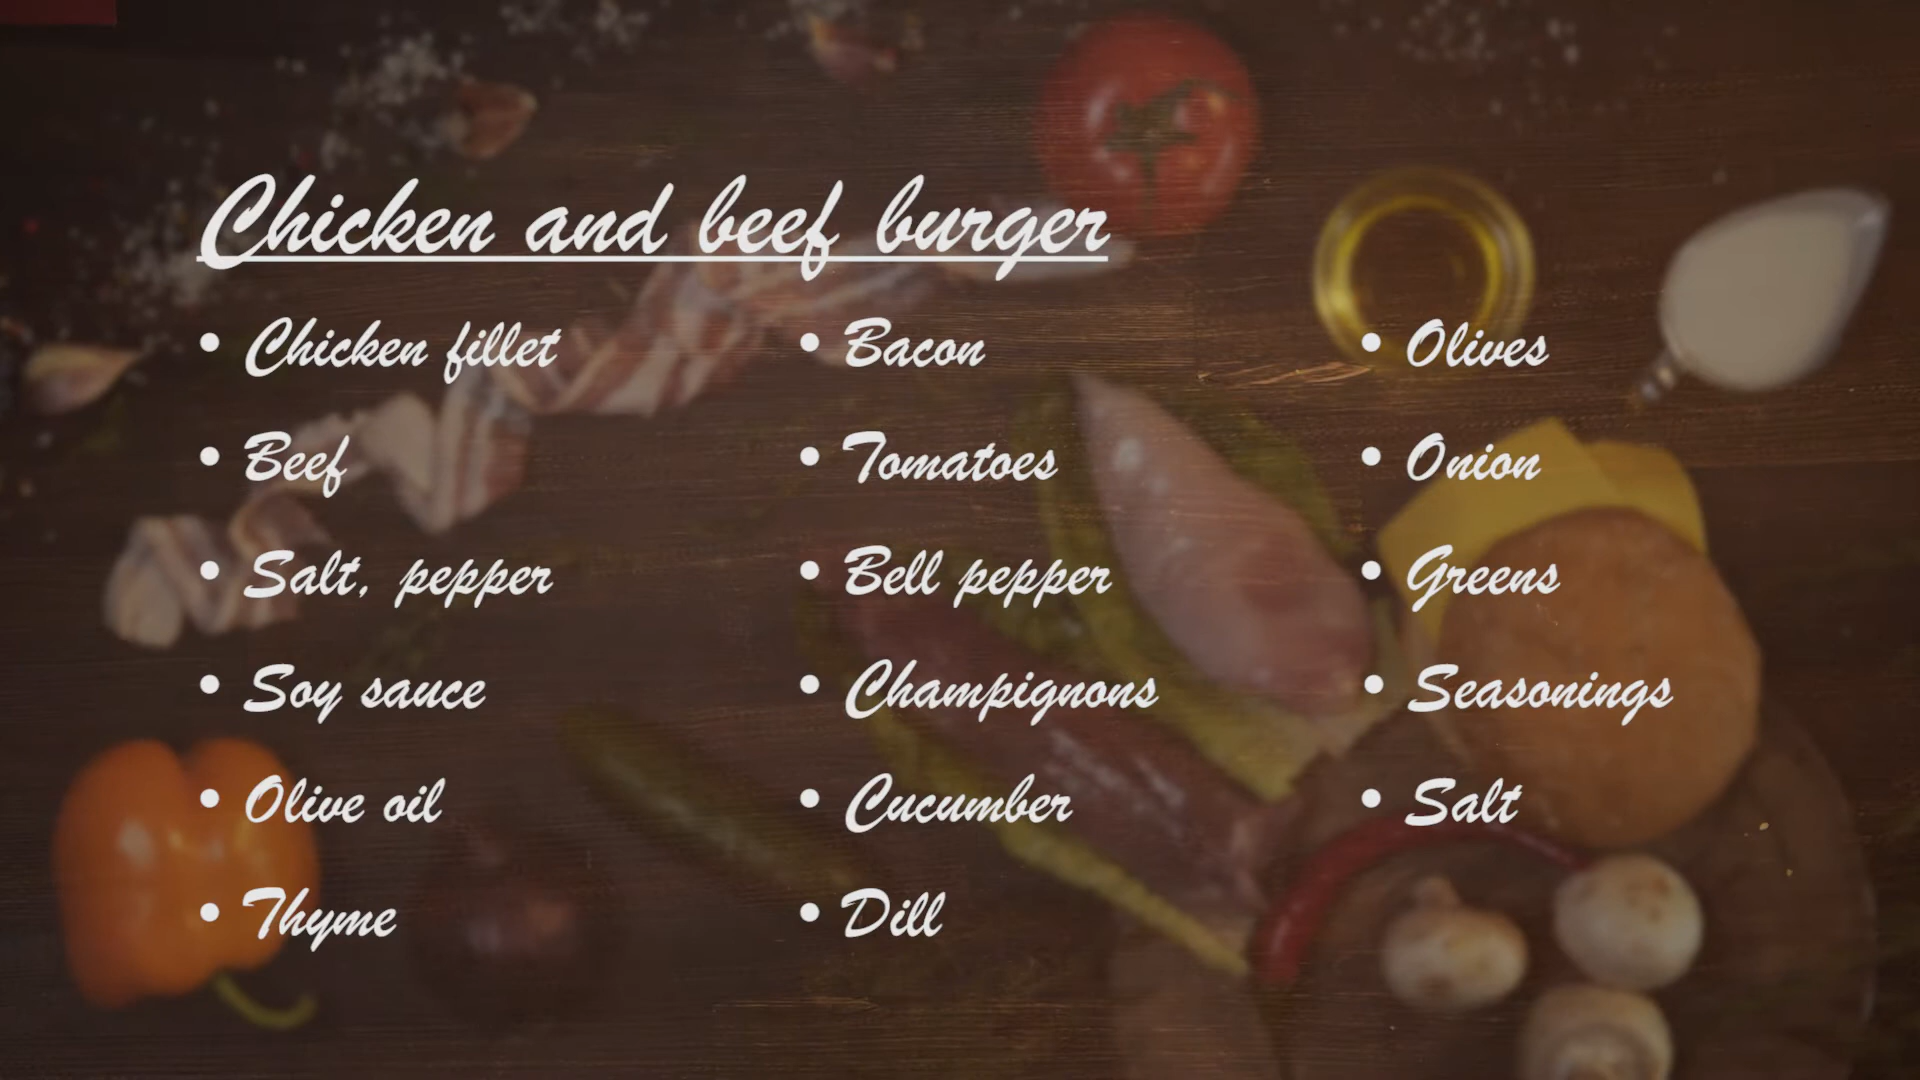 Chicken and beef burger
• Chicken fillet
• Beef
• Salt, pepper
• Soy sauce
• Olive oil
• Thyme
• Bacon
• Tomatoes
• Bell pepper
• Champignons
• Cucumber
• Dill
• Olives
• Onion
• Greens
• Seasonings
• Salt